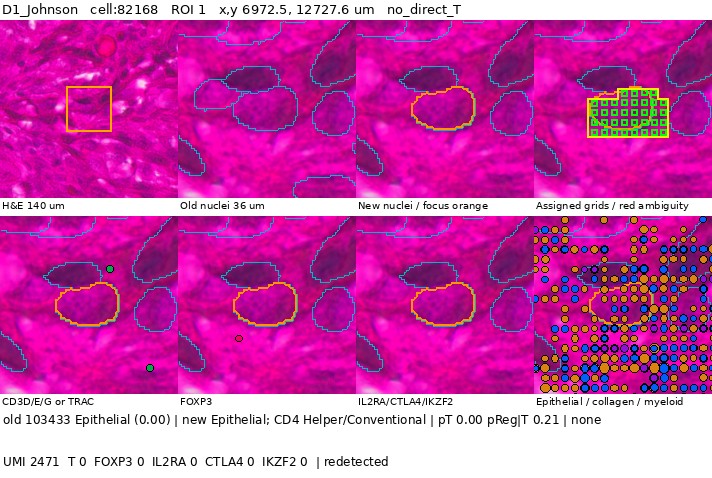 D1_Johnson   cell:82168   ROI 1   x,y 6972.5, 12727.6 um   no_direct_T
H&E 140 um
Old nuclei 36 um
New nuclei / focus orange
Assigned grids / red ambiguity
CD3D/E/G or TRAC
FOXP3
IL2RA/CTLA4/IKZF2
Epithelial / collagen / myeloid
old 103433 Epithelial (0.00) | new Epithelial; CD4 Helper/Conventional | pT 0.00 pReg|T 0.21 | none
UMI 2471  T 0  FOXP3 0  IL2RA 0  CTLA4 0  IKZF2 0  | redetected